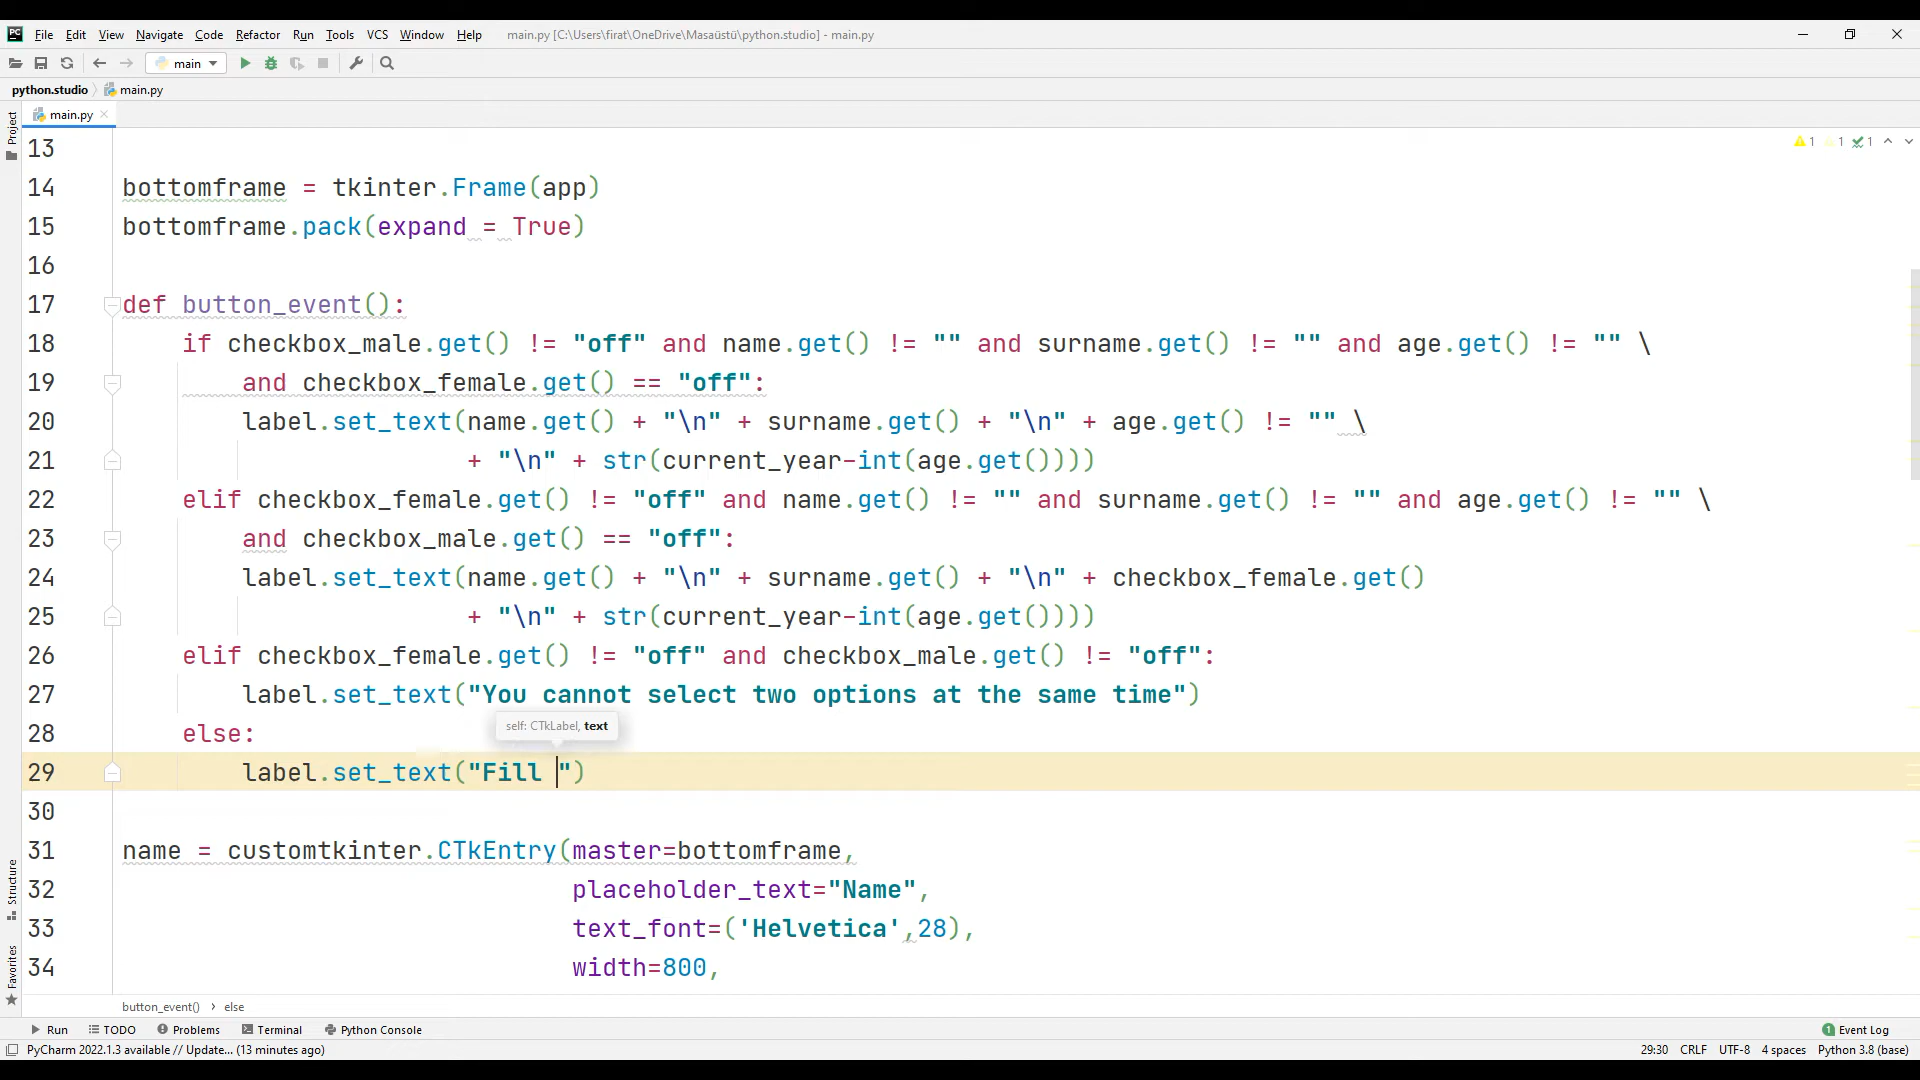 PC File Edit View Navigate Code Refactor Run Tools VCS Window Help main.py [C:\Users\firat\OneDrive\Masaüstü\python.studio] - main.py
main
python.studio main.py
Project
main.py
13
1 1 1
14 bottomframe = tkinter.Frame(app)
15 bottomframe.pack(expand = True)
16
17 def button_event():
18 if checkbox_male.get() != "off" and name.get() != "" and surname.get() != "" and age.get() != "" \
19 and checkbox_female.get() == "off":
20 label.set_text(name.get() + "\n" + surname.get() + "\n" + age.get() != "" \
21 + "\n" + str(current_year-int(age.get())))
22 elif checkbox_female.get() != "off" and name.get() != "" and surname.get() != "" and age.get() != "" \
23 and checkbox_male.get() == "off":
24 label.set_text(name.get() + "\n" + surname.get() + "\n" + checkbox_female.get()
25 + "\n" + str(current_year-int(age.get())))
26 elif checkbox_female.get() != "off" and checkbox_male.get() != "off":
27 label.set_text("You cannot select two options at the same time")
self: CTkLabel, text
28 else:
29 label.set_text("Fill ")
30
31 name = customtkinter.CTkEntry(master=bottomframe,
32 placeholder_text="Name",
33 text_font=('Helvetica',28),
34 width=800,
Structure
Favorites
button_event() else
Run TODO Problems Terminal Python Console 1 Event Log
PyCharm 2022.1.3 available // Update... (13 minutes ago) 29:30 CRLF UTF-8 4 spaces Python 3.8 (base)